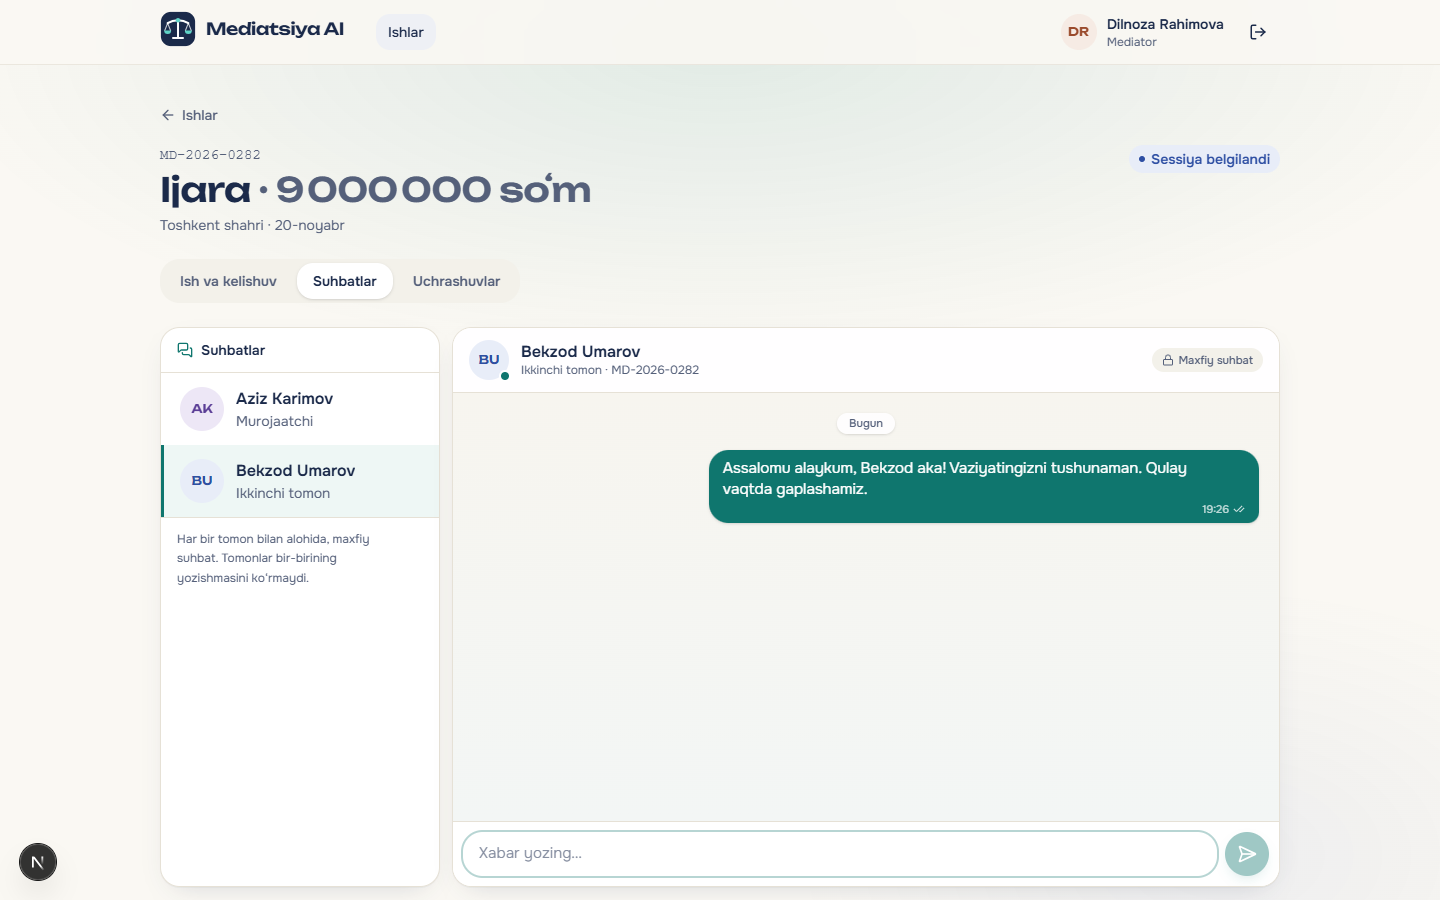 Mediatsiya AI
Ishlar
DR
Dilnoza Rahimova
Mediator
Ishlar
MD-2026-0282
Ijara · 9 000 000 so‘m
Sessiya belgilandi
Toshkent shahri · 20-noyabr
Ish va kelishuv
Suhbatlar
Uchrashuvlar
Suhbatlar
AK
Aziz Karimov
Murojaatchi
BU
Bekzod Umarov
Ikkinchi tomon
Har bir tomon bilan alohida, maxfiy
suhbat. Tomonlar bir-birining
yozishmasini ko‘rmaydi.
BU
Bekzod Umarov
Ikkinchi tomon · MD-2026-0282
Maxfiy suhbat
Bugun
Assalomu alaykum, Bekzod aka! Vaziyatingizni tushunaman. Qulay
vaqtda gaplashamiz.
19:26
Xabar yozing...
N